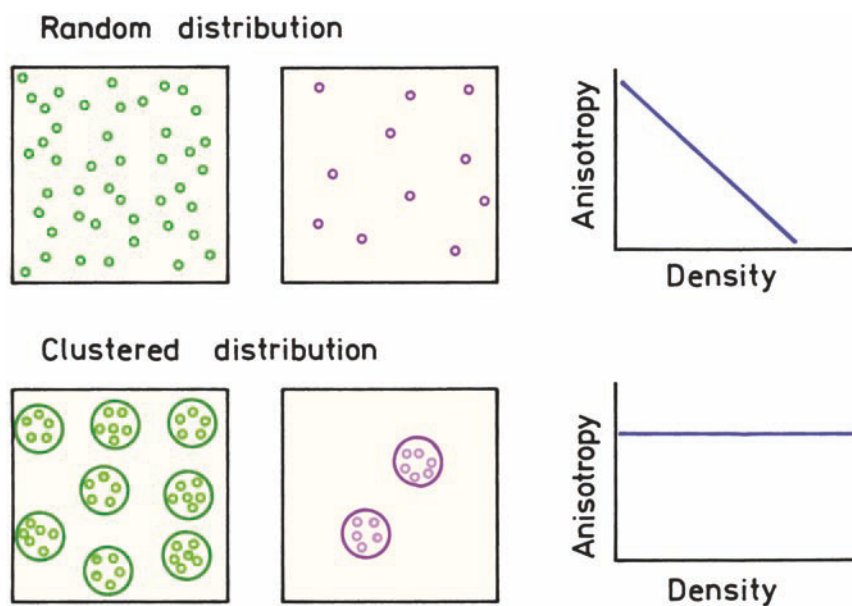 Random distribution
Anisotropy
Density
Clustered distribution
Anisotropy
Density